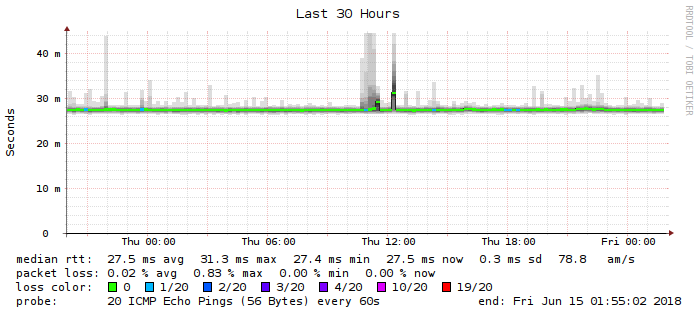 Last 30 Hours
RRDTOOL / TOBI OETIKER
Seconds
40 m
30 m
20 m
10 m
0
Thu 00:00 Thu 06:00 Thu 12:00 Thu 18:00 Fri 00:00
median rtt: 27.5 ms avg 31.3 ms max 27.4 ms min 27.5 ms now 0.3 ms sd 78.8 am/s
packet loss: 0.02 % avg 0.83 % max 0.00 % min 0.00 % now
loss color: 0 1/20 2/20 3/20 4/20 10/20 19/20
probe: 20 ICMP Echo Pings (56 Bytes) every 60s end: Fri Jun 15 01:55:02 2018